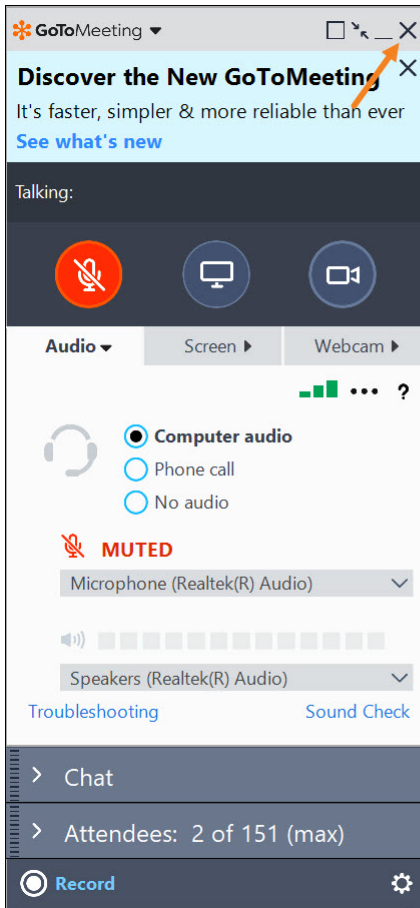 GoToMeeting
Discover the New GoToMeeting
It's faster, simpler & more reliable than ever
See what's new
Talking:
Audio Screen Webcam
?
Computer audio
Phone call
No audio
MUTED
Microphone (Realtek(R) Audio)
Speakers (Realtek(R) Audio)
Troubleshooting Sound Check
Chat
Attendees: 2 of 151 (max)
Record